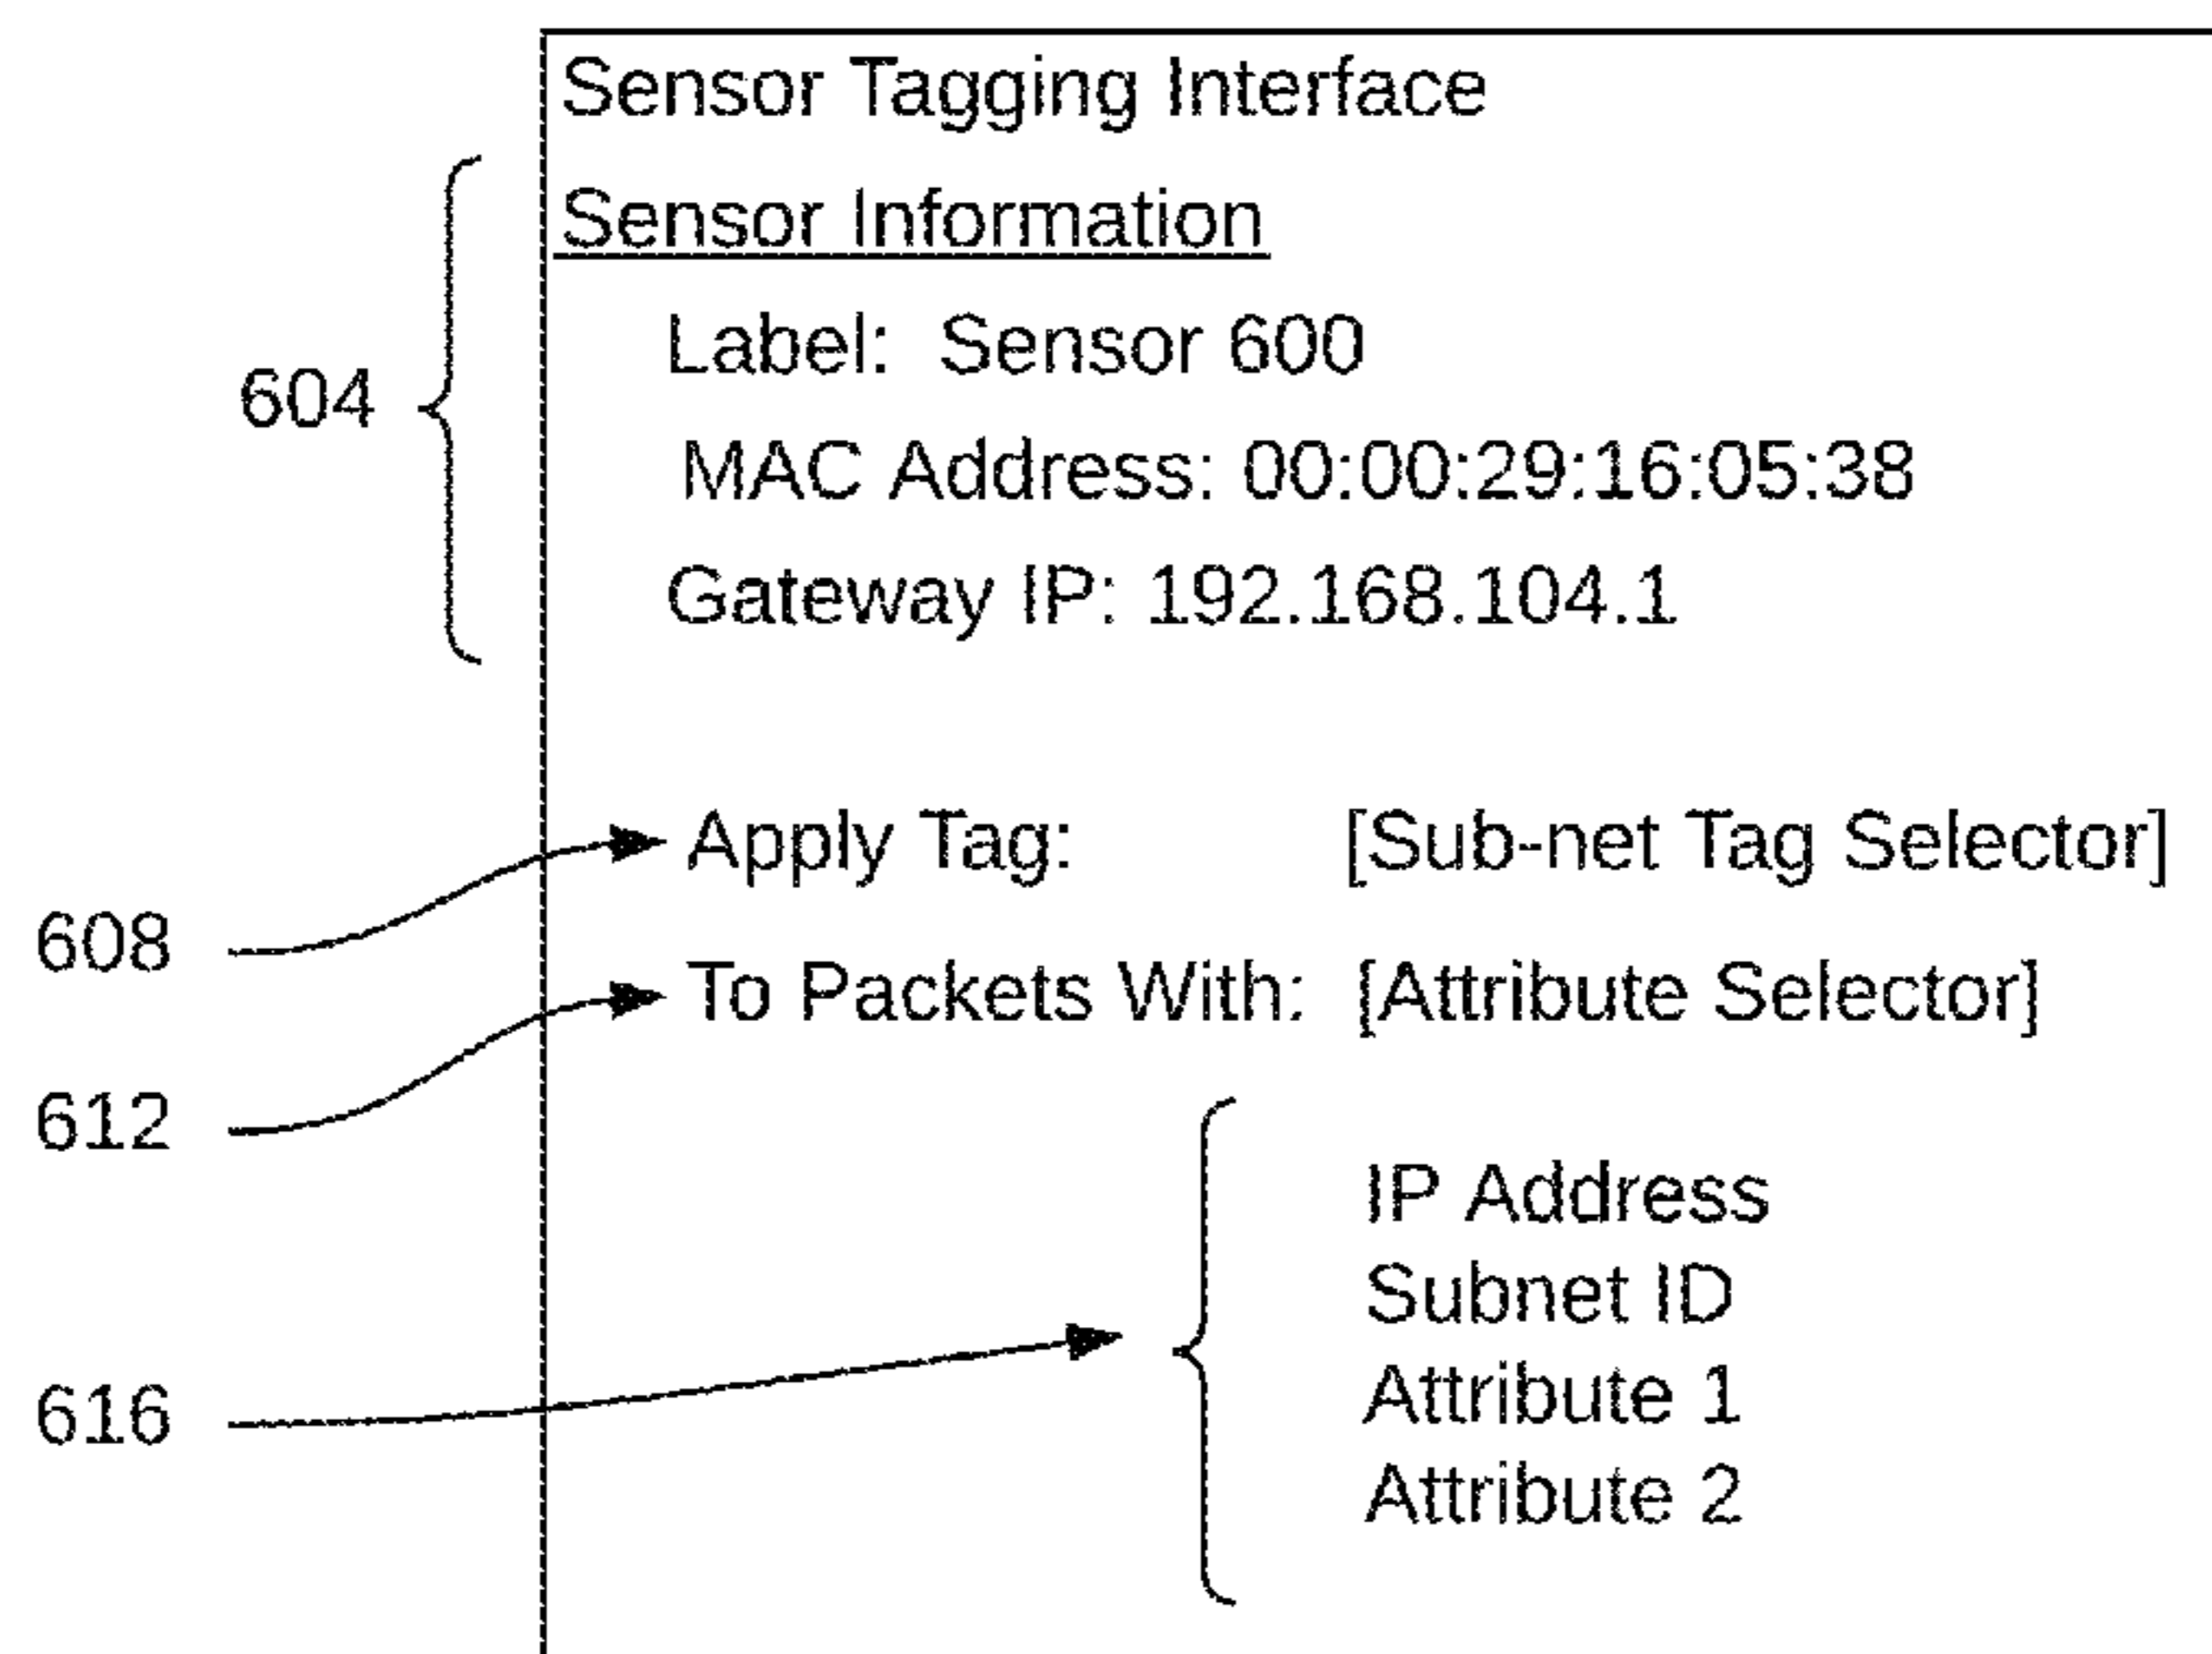 Sensor Tagging Interface
Sensor Information
Label: Sensor 600
604
MAC Address: 00:00:29:16:05:38
Gateway IP: 192.168.104.1
Apply Tag: [Sub-net Tag Selector]
608
To Packets With: [Attribute Selector]
612
IP Address
Subnet ID
Attribute 1
616
Attribute 2